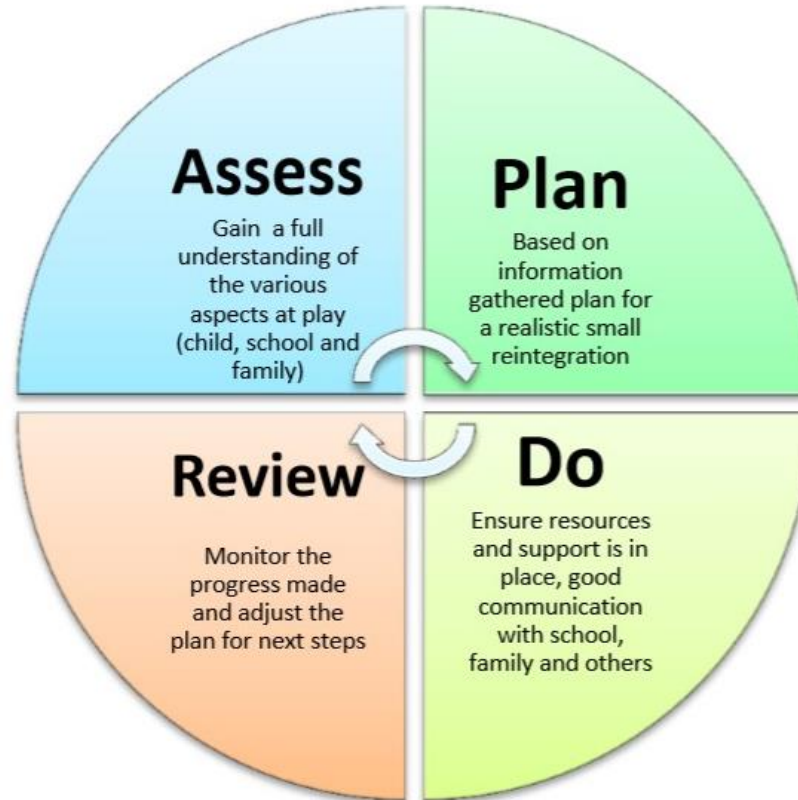 Assess
Gain a full
understanding of
the various
aspects at play
(child, school and
family)
Plan
Based on
information
gathered plan for
a realistic small
reintegration
Do
Ensure resources
and support is in
place, good
communication
with school,
family and others
Review
Monitor the
progress made
and adjust the
plan for next steps